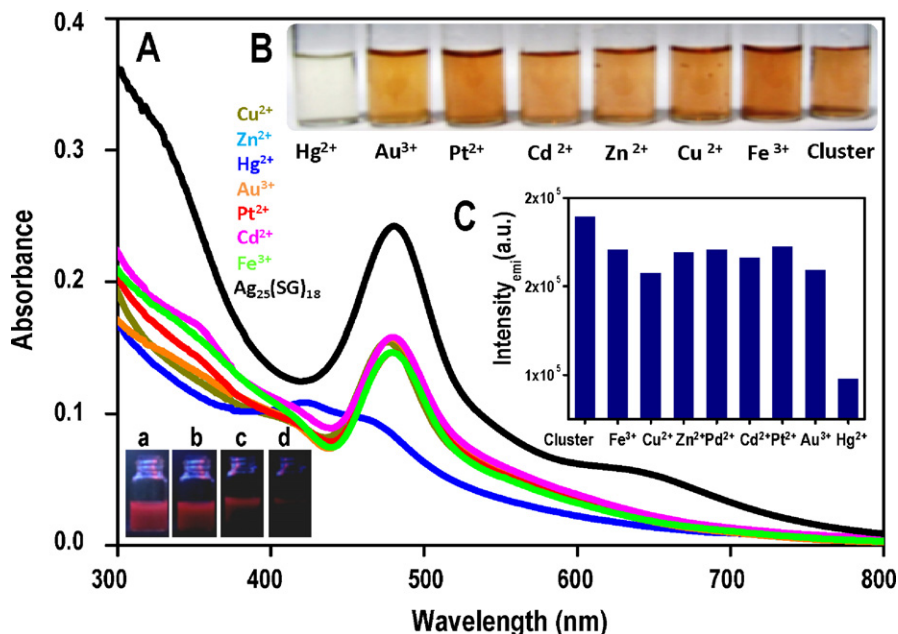 0.4
0.3
0.2
0.1
0.0
Absorbance
A
Cu²⁺
Zn²⁺
Hg²⁺
Au³⁺
Pt²⁺
Cd²⁺
Fe³⁺
Ag₂₅(SG)₁₈
B
Hg²⁺ Au³⁺ Pt²⁺ Cd ²⁺ Zn ²⁺ Cu ²⁺ Fe ³⁺ Cluster
C
Intensity_emi(a.u.)
2x10⁵
2x10⁵
1x10⁵
Cluster Fe³⁺ Cu²⁺ Zn²⁺ Pd²⁺ Cd²⁺ Pt²⁺ Au³⁺ Hg²⁺
a b c d
300 400 500 600 700 800
Wavelength (nm)